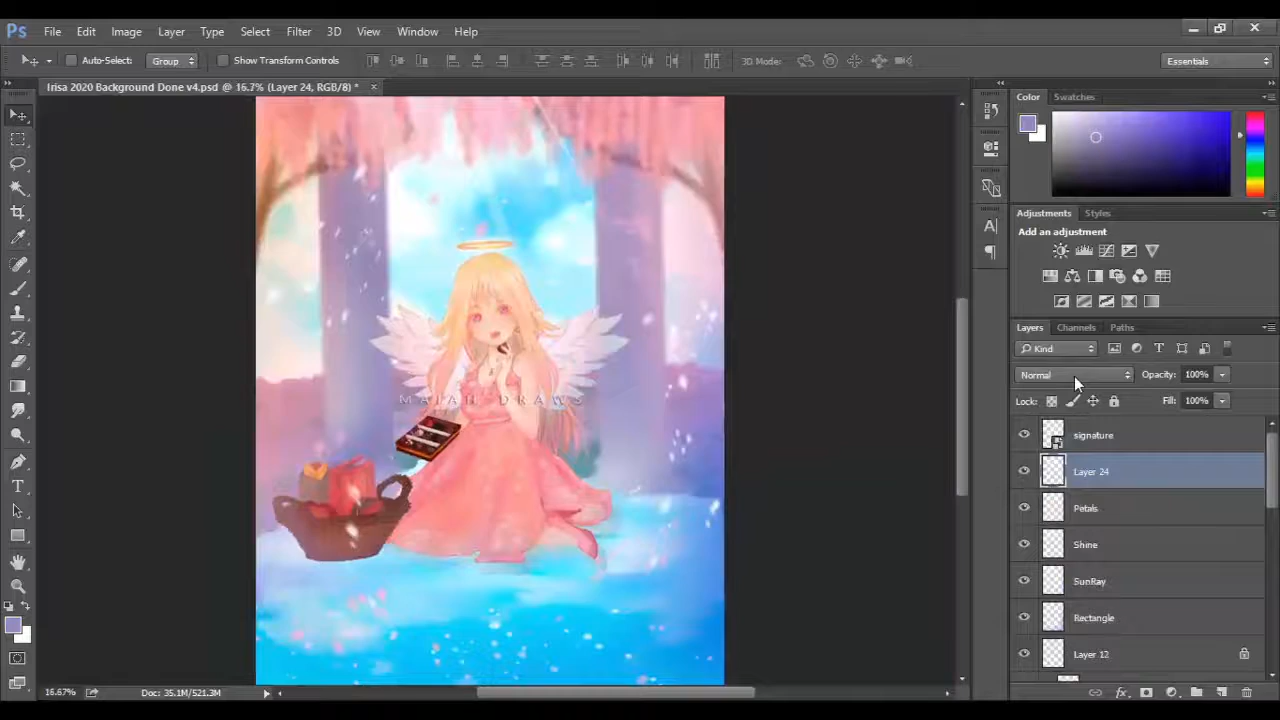 Ps File Edit Image Layer Type Select Filter 3D View Window Help
Auto-Select: Group Show Transform Controls 3D Mode: Essentials
Irisa 2020 Background Done v4.psd @ 16.7% (Layer 24, RGB/8) * ×
Color Swatches
Adjustments Styles
Add an adjustment
Layers Channels Paths
Kind T
Normal Opacity: 100%
Lock: Fill: 100%
signature
Layer 24
Petals
Shine
SunRay
Rectangle
Layer 12
A
T
MAIAH DRAWS
16.67% Doc: 35.1M/521.3M
fx